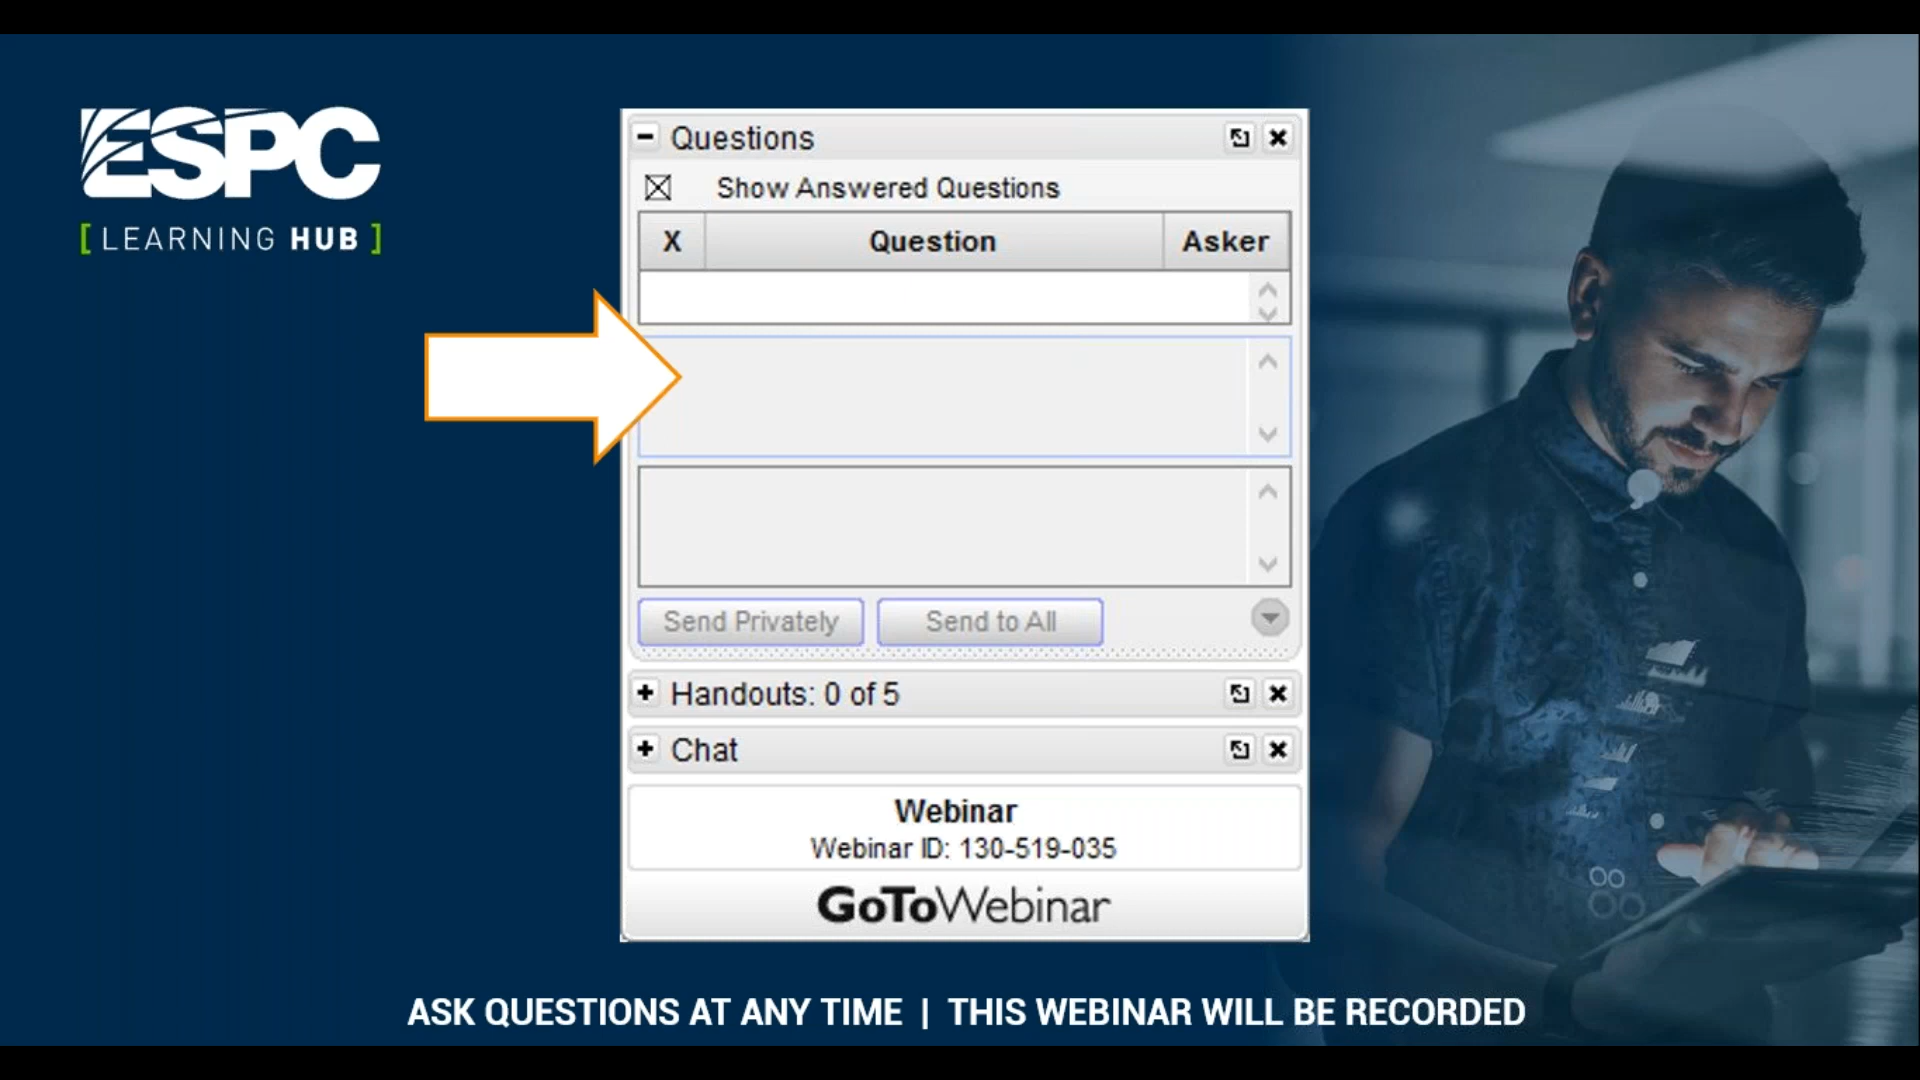 ESPC
[LEARNING HUB]
Questions
Show Answered Questions
X Question Asker
Send Privately Send to All
Handouts: 0 of 5
Chat
Webinar
Webinar ID: 130-519-035
GoToWebinar
ASK QUESTIONS AT ANY TIME | THIS WEBINAR WILL BE RECORDED